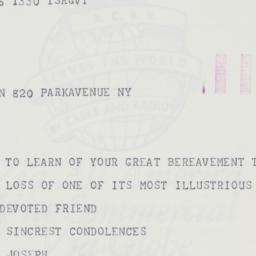 1330 ISRGVT
N 820 PARKAVENUE NY
TO LEARN OF YOUR GREAT BEREAVEMENT T
LOSS OF ONE OF ITS MOST ILLUSTRIOUS
DEVOTED FRIEND
SINCREST CONDOLENCES
JOSEPH